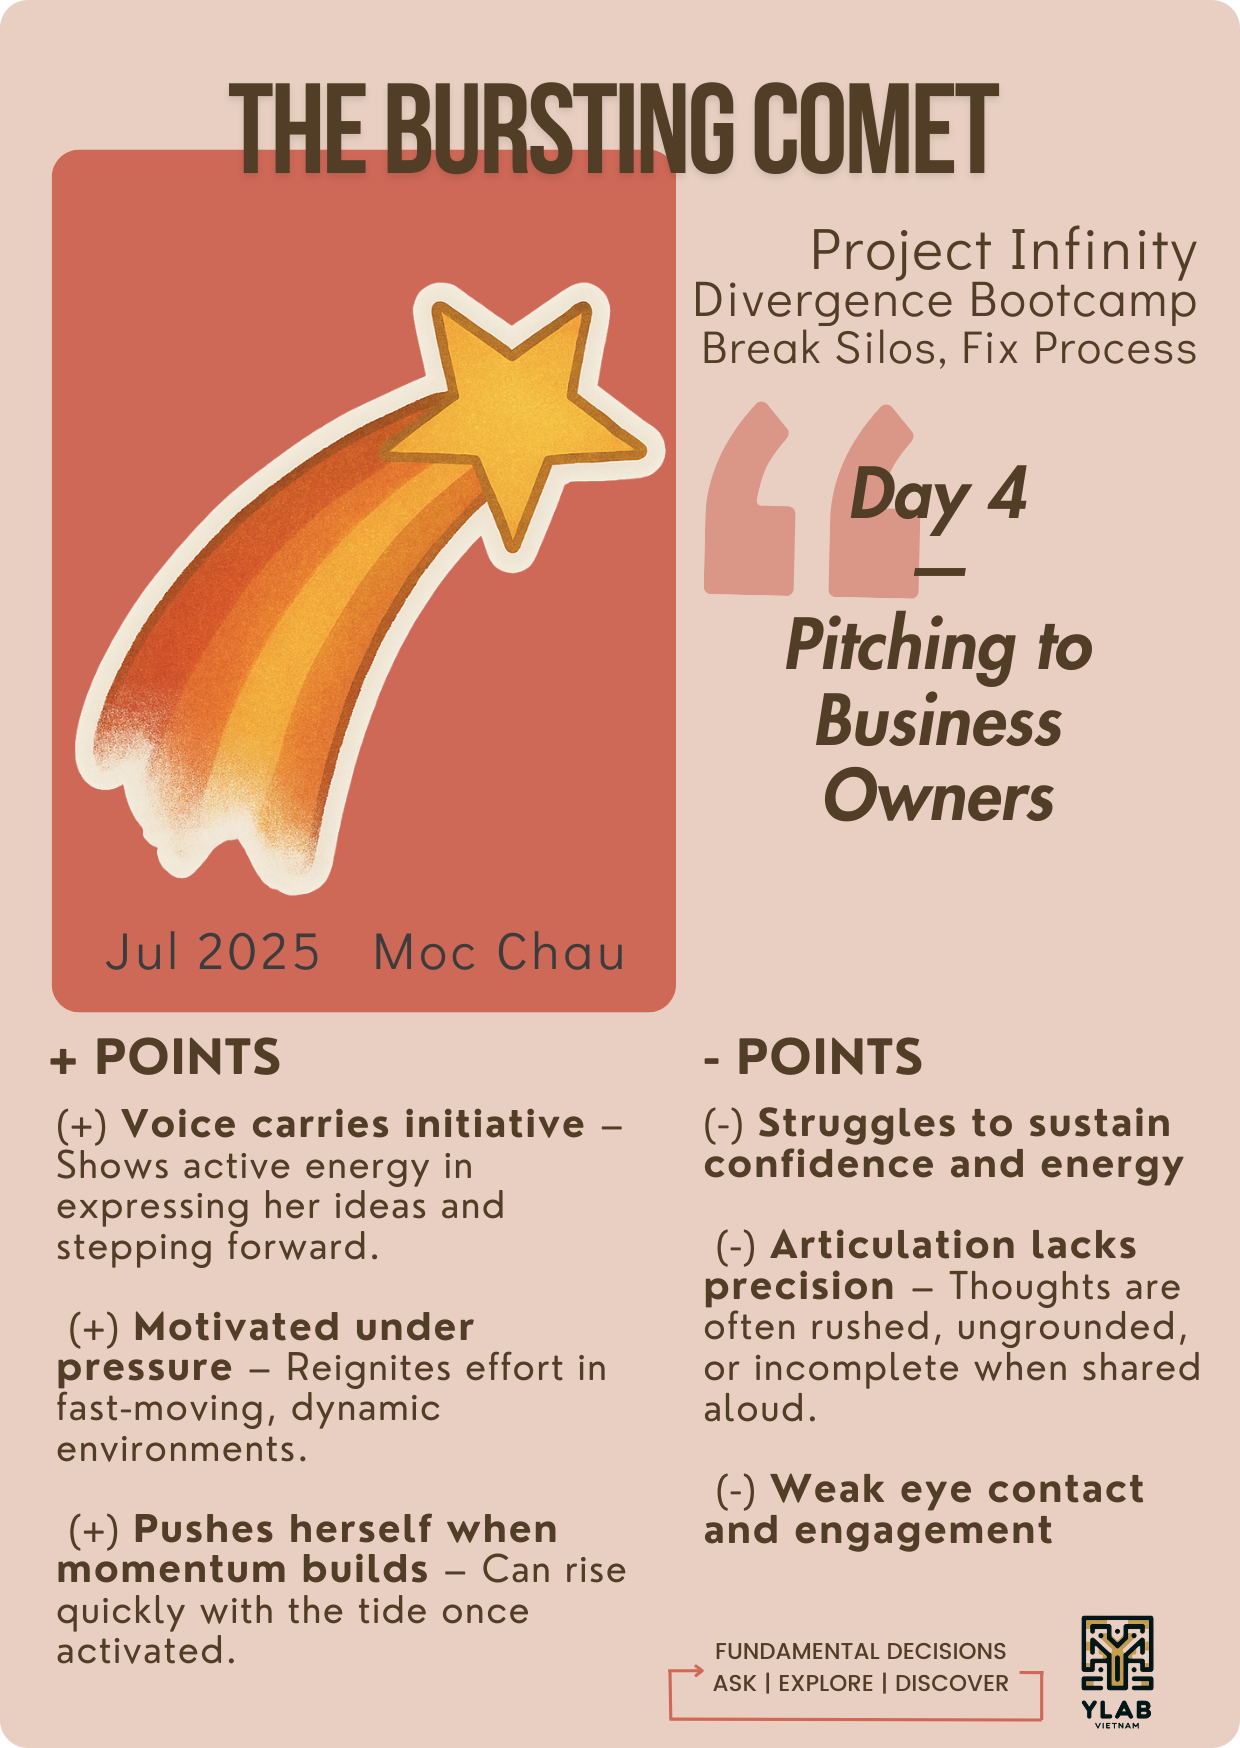 THE BURSTING COMET
Project Infinity
Divergence Bootcamp
Break Silos, Fix Process
Day 4
—
Pitching to
Business
Owners
Jul 2025 Moc Chau
+ POINTS
(+) Voice carries initiative –
Shows active energy in
expressing her ideas and
stepping forward.
(+) Motivated under
pressure – Reignites effort in
fast-moving, dynamic
environments.
(+) Pushes herself when
momentum builds – Can rise
quickly with the tide once
activated.
- POINTS
(-) Struggles to sustain
confidence and energy
(-) Articulation lacks
precision – Thoughts are
often rushed, ungrounded,
or incomplete when shared
aloud.
(-) Weak eye contact
and engagement
FUNDAMENTAL DECISIONS
ASK | EXPLORE | DISCOVER
YLAB
VIETNAM